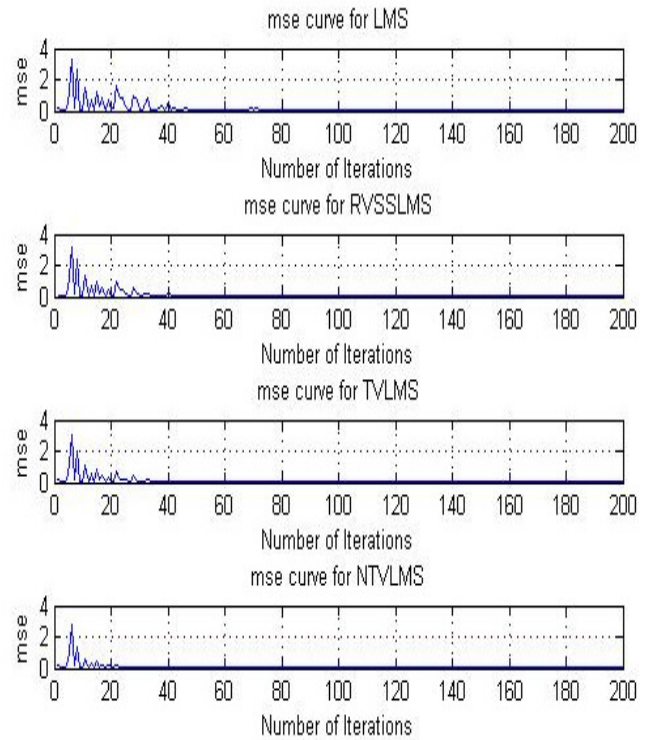 mse curve for LMS
4
2
0
mse
0 20 40 60 80 100 120 140 160 180 200
Number of Iterations
mse curve for RVSSLMS
4
2
0
mse
0 20 40 60 80 100 120 140 160 180 200
Number of Iterations
mse curve for TVLMS
4
2
0
mse
0 20 40 60 80 100 120 140 160 180 200
Number of Iterations
mse curve for NTVLMS
4
2
0
mse
0 20 40 60 80 100 120 140 160 180 200
Number of Iterations